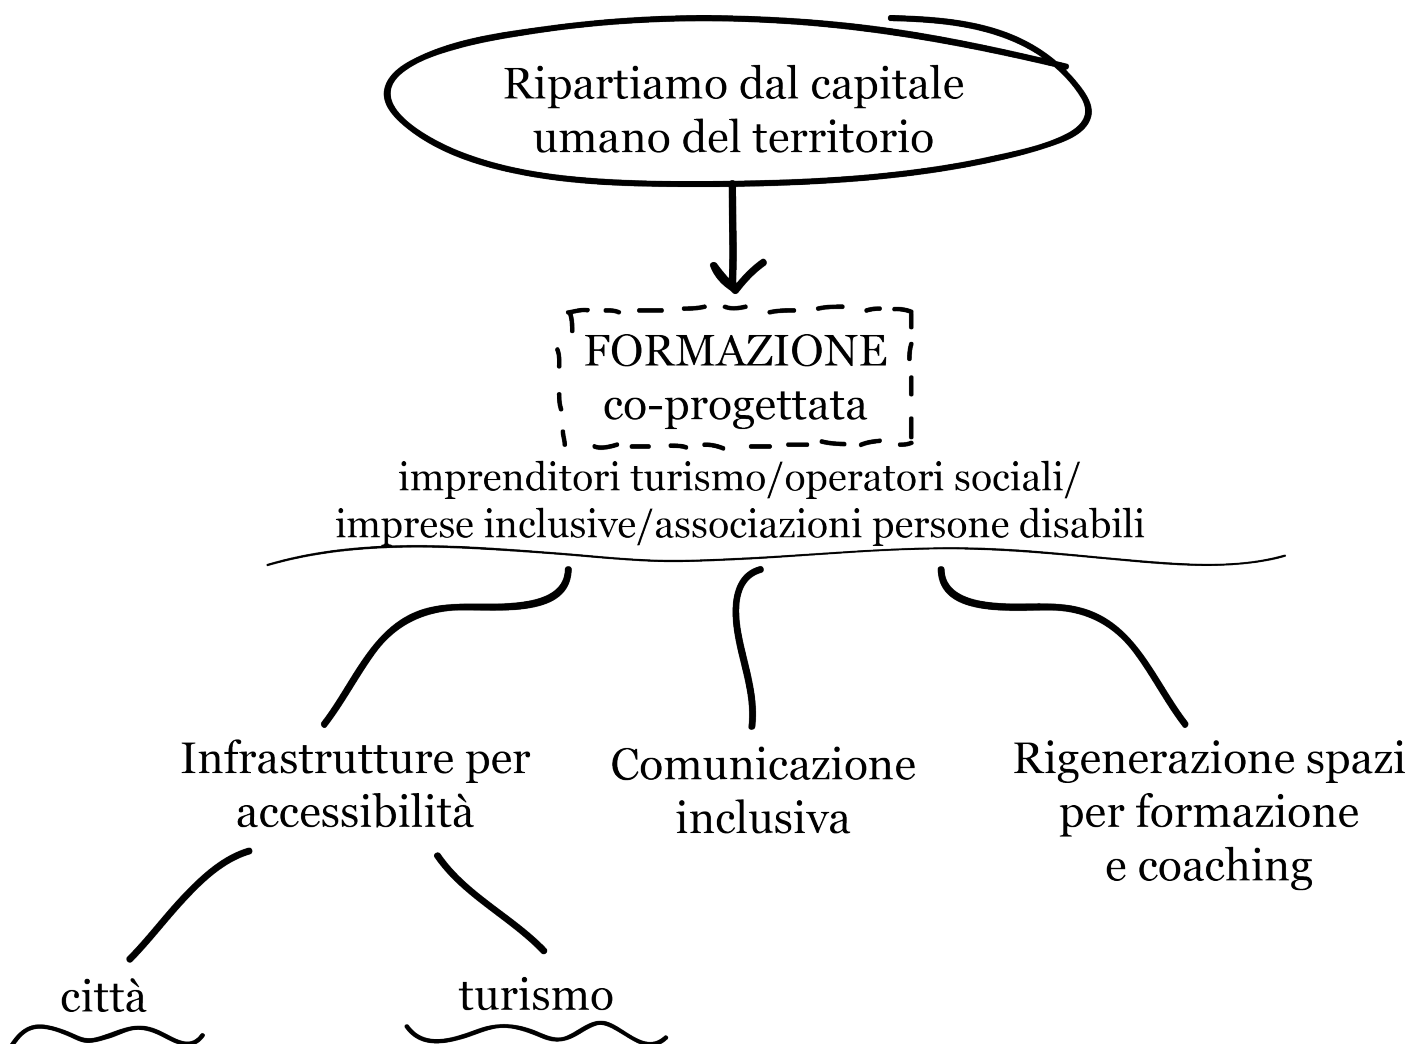 Ripartiamo dal capitale
umano del territorio
FORMAZIONE
co-progettata
imprenditori turismo/operatori sociali/
imprese inclusive/associazioni persone disabili
Infrastrutture per
accessibilità
Comunicazione
inclusiva
Rigenerazione spazi
per formazione
e coaching
città
turismo